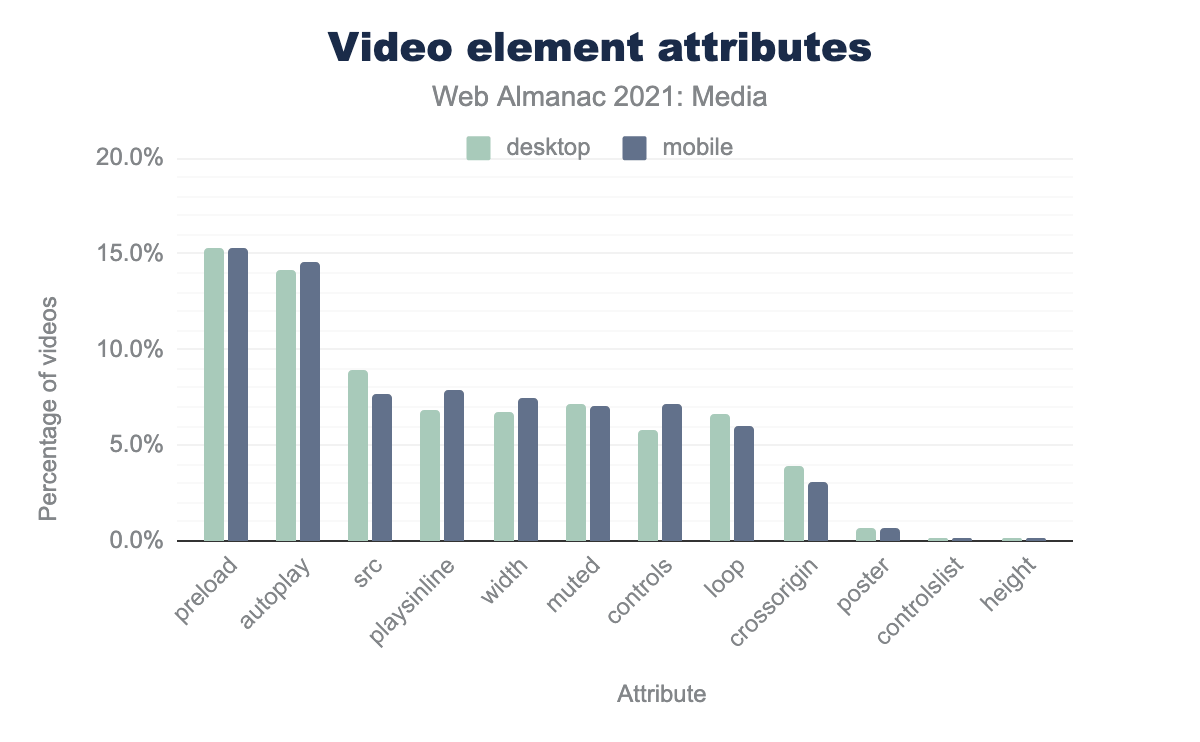 Video element attributes
Web Almanac 2021: Media
desktop mobile
20.0%
15.0%
10.0%
5.0%
0.0%
Percentage of videos
preload
autoplay
src
playsinline
width
muted
controls
loop
crossorigin
poster
controlslist
height
Attribute